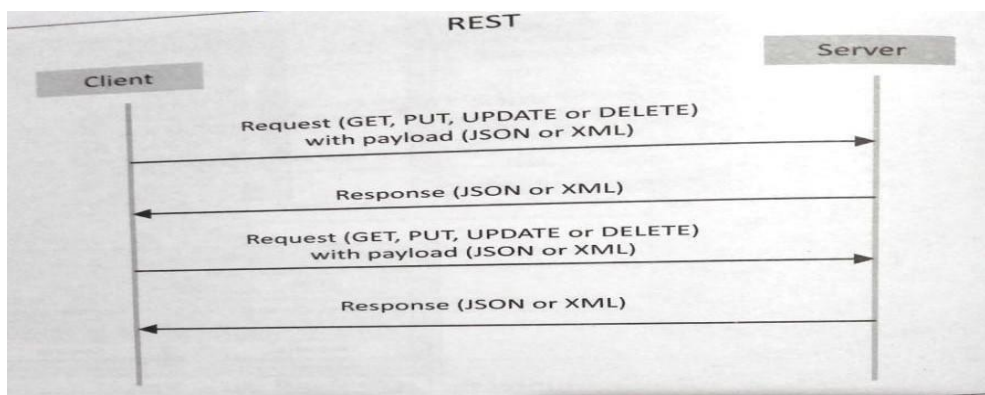 REST
Client
Server
Request (GET, PUT, UPDATE or DELETE)
with payload (JSON or XML)
Response (JSON or XML)
Request (GET, PUT, UPDATE or DELETE)
with payload (JSON or XML)
Response (JSON or XML)